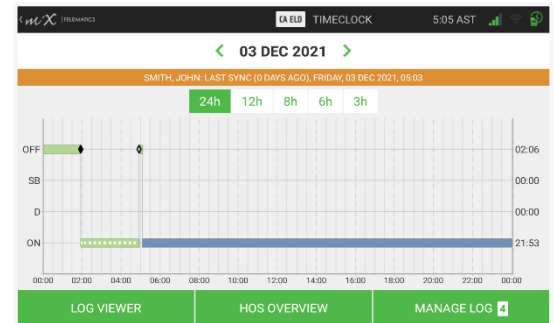 mX TELEMATICS CA ELD TIMECLOCK 5:05 AST
03 DEC 2021
SMITH, JOHN: LAST SYNC (0 DAYS AGO), FRIDAY, 03 DEC 2021, 05:03
24h 12h 8h 6h 3h
OFF 02:06
SB 00:00
D 00:00
ON 21:53
00:00 02:00 04:00 06:00 08:00 10:00 12:00 14:00 16:00 18:00 20:00 22:00 00:00
LOG VIEWER HOS OVERVIEW MANAGE LOG 4